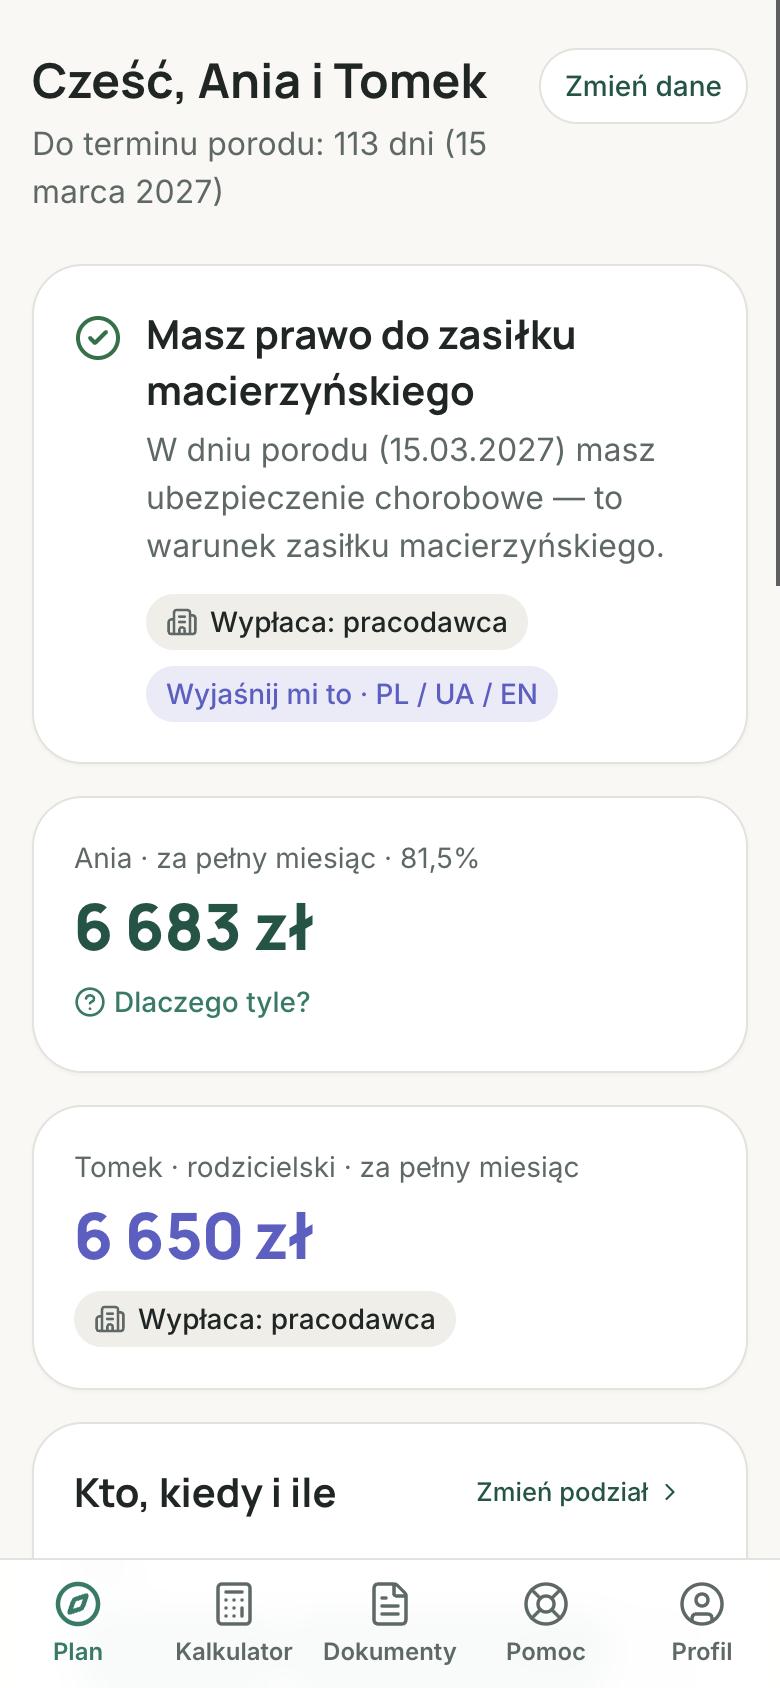 Cześć, Ania i Tomek
Zmień dane
Do terminu porodu: 113 dni (15
marca 2027)
Masz prawo do zasiłku
macierzyńskiego
W dniu porodu (15.03.2027) masz
ubezpieczenie chorobowe — to
warunek zasiłku macierzyńskiego.
Wypłaca: pracodawca
Wyjaśnij mi to · PL / UA / EN
Ania · za pełny miesiąc · 81,5%
6 683 zł
Dlaczego tyle?
Tomek · rodzicielski · za pełny miesiąc
6 650 zł
Wypłaca: pracodawca
Kto, kiedy i ile
Zmień podział
Plan
Kalkulator
Dokumenty
Pomoc
Profil